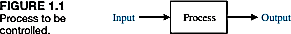 FIGURE 1.1
Process to be
controlled.
Input
Process
Output